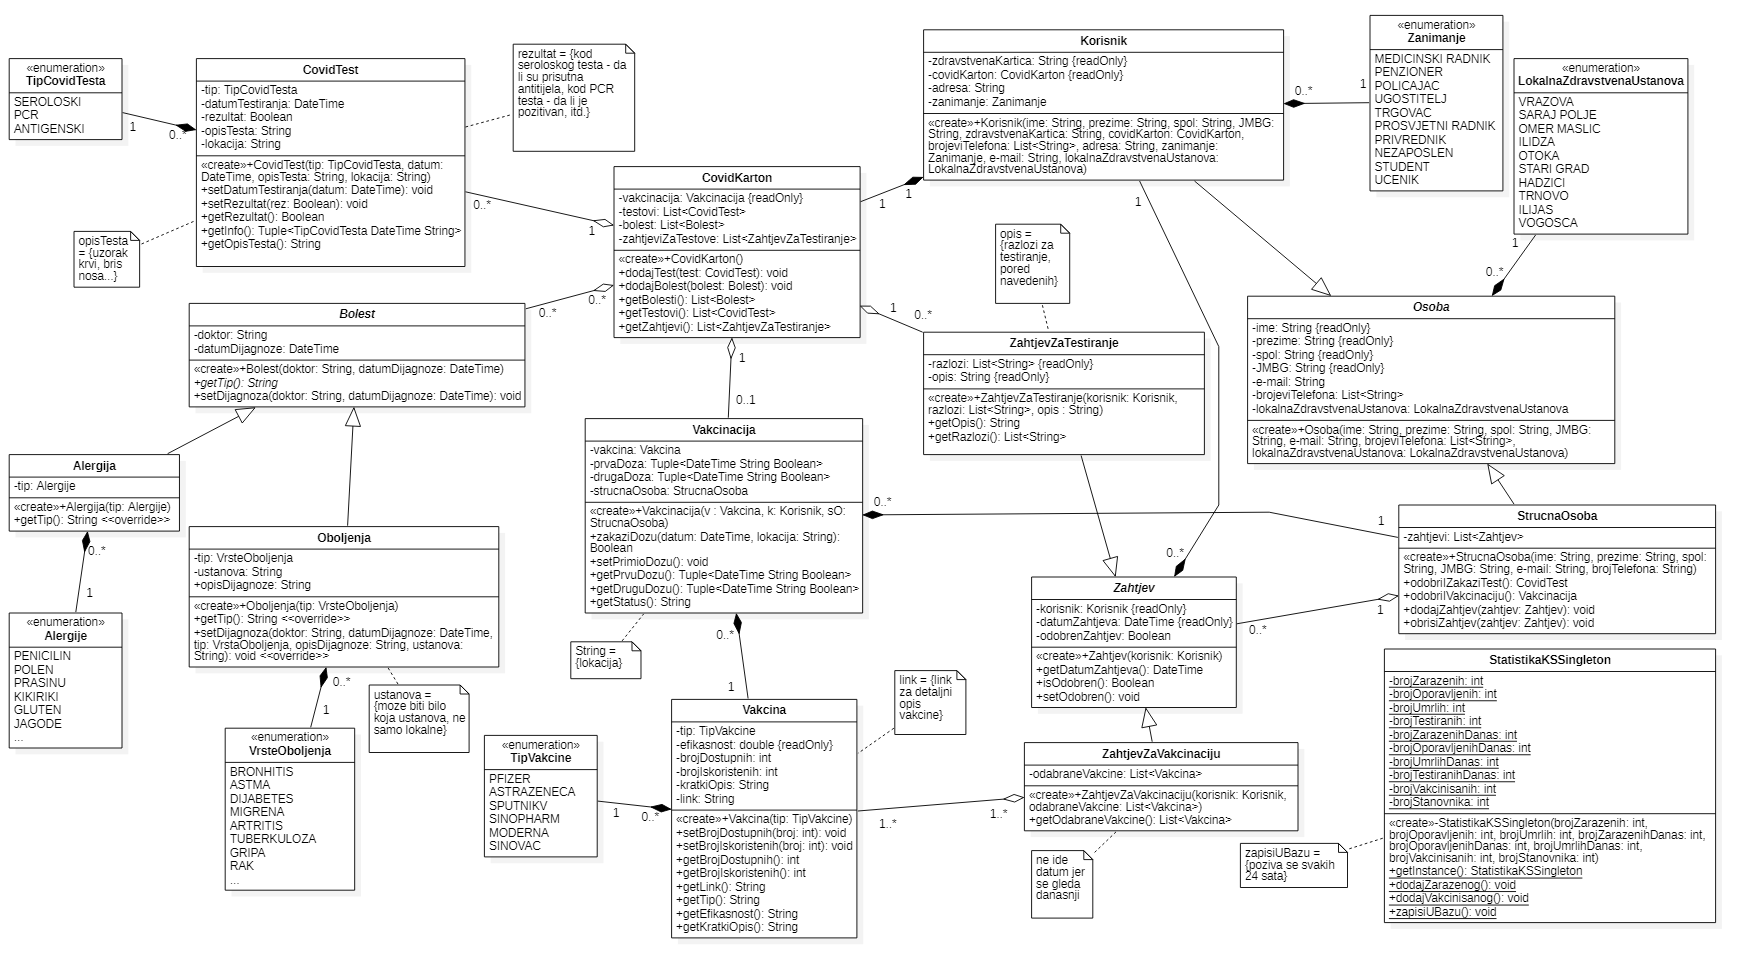 «enumeration»
TipCovidTesta
SEROLOSKI
PCR
ANTIGENSKI
1
0..*
CovidTest
-tip: TipCovidTesta
-datumTestiranja: DateTime
-rezultat: Boolean
-opisTesta: String
-lokacija: String
«create»+CovidTest(tip: TipCovidTesta, datum:
DateTime, opisTesta: String, lokacija: String)
+setDatumTestiranja(datum: DateTime): void
+setRezultat(rez: Boolean): void
+getRezultat(): Boolean
+getInfo(): Tuple<TipCovidTesta DateTime String>
+getOpisTesta(): String
rezultat = {kod
seroloskog testa - da
li su prisutna
antitijela, kod PCR
testa - da li je
pozitivan, itd.}
opisTesta
= {uzorak
krvi, bris
nosa...}
0..*
1
CovidKarton
-vakcinacija: Vakcinacija {readOnly}
-testovi: List<CovidTest>
-bolest: List<Bolest>
-zahtjeviZaTestove: List<ZahtjevZaTestiranje>
«create»+CovidKarton()
+dodajTest(test: CovidTest): void
+dodajBolest(bolest: Bolest): void
+getBolesti(): List<Bolest>
+getTestovi(): List<CovidTest>
+getZahtjevi(): List<ZahtjevZaTestiranje>
1
1
Korisnik
-zdravstvenaKartica: String {readOnly}
-covidKarton: CovidKarton {readOnly}
-adresa: String
-zanimanje: Zanimanje
«create»+Korisnik(ime: String, prezime: String, spol: String, JMBG:
String, zdravstvenaKartica: String, covidKarton: CovidKarton,
brojeviTelefona: List<String>, adresa: String, zanimanje:
Zanimanje, e-mail: String, lokalnaZdravstvenaUstanova:
LokalnaZdravstvenaUstanova)
0..*
1
«enumeration»
Zanimanje
MEDICINSKI RADNIK
PENZIONER
POLICAJAC
UGOSTITELJ
TRGOVAC
PROSVJETNI RADNIK
PRIVREDNIK
NEZAPOSLEN
STUDENT
UCENIK
«enumeration»
LokalnaZdravstvenaUstanova
VRAZOVA
SARAJ POLJE
OMER MASLIC
ILIDZA
OTOKA
STARI GRAD
HADZICI
TRNOVO
ILIJAS
VOGOSCA
1
0..*
1
Osoba
-ime: String {readOnly}
-prezime: String {readOnly}
-spol: String {readOnly}
-JMBG: String {readOnly}
-e-mail: String
-brojeviTelefona: List<String>
-lokalnaZdravstvenaUstanova: LokalnaZdravstvenaUstanova
«create»+Osoba(ime: String, prezime: String, spol: String, JMBG:
String, e-mail: String, brojeviTelefona: List<String>,
lokalnaZdravstvenaUstanova: LokalnaZdravstvenaUstanova)
opis =
{razlozi za
testiranje,
pored
navedenih}
1
0..*
ZahtjevZaTestiranje
-razlozi: List<String> {readOnly}
-opis: String {readOnly}
«create»+ZahtjevZaTestiranje(korisnik: Korisnik,
razlozi: List<String>, opis : String)
+getOpis(): String
+getRazlozi(): List<String>
Bolest
-doktor: String
-datumDijagnoze: DateTime
«create»+Bolest(doktor: String, datumDijagnoze: DateTime)
+getTip(): String
+setDijagnoza(doktor: String, datumDijagnoze: DateTime): void
0..*
0..*
1
0..1
Alergija
-tip: Alergije
«create»+Alergija(tip: Alergije)
+getTip(): String <<override>>
0..*
1
«enumeration»
Alergije
PENICILIN
POLEN
PRASINU
KIKIRIKI
GLUTEN
JAGODE
...
Oboljenja
-tip: VrsteOboljenja
-ustanova: String
+opisDijagnoze: String
«create»+Oboljenja(tip: VrsteOboljenja)
+getTip(): String <<override>>
+setDijagnoza(doktor: String, datumDijagnoze: DateTime,
tip: VrstaOboljenja, opisDijagnoze: String, ustanova:
String): void <<override>>
0..*
1
ustanova =
{moze biti bilo
koja ustanova, ne
samo lokalne}
«enumeration»
VrsteOboljenja
BRONHITIS
ASTMA
DIJABETES
MIGRENA
ARTRITIS
TUBERKULOZA
GRIPA
RAK
...
Vakcinacija
-vakcina: Vakcina
-prvaDoza: Tuple<DateTime String Boolean>
-drugaDoza: Tuple<DateTime String Boolean>
-strucnaOsoba: StrucnaOsoba
«create»+Vakcinacija(v : Vakcina, k: Korisnik, sO:
StrucnaOsoba)
+zakaziDozu(datum: DateTime, lokacija: String):
Boolean
+setPrimioDozu(): void
+getPrvuDozu(): Tuple<DateTime String Boolean>
+getDruguDozu(): Tuple<DateTime String Boolean>
+getStatus(): String
0..*
1
String =
{lokacija}
0..*
1
StrucnaOsoba
-zahtjevi: List<Zahtjev>
«create»+StrucnaOsoba(ime: String, prezime: String, spol:
String, JMBG: String, e-mail: String, brojTelefona: String)
+odobriIZakaziTest(): CovidTest
+odobriIVakcinaciju(): Vakcinacija
+dodajZahtjev(zahtjev: Zahtjev): void
+obrisiZahtjev(zahtjev: Zahtjev): void
0..*
Zahtjev
-korisnik: Korisnik {readOnly}
-datumZahtjeva: DateTime {readOnly}
-odobrenZahtjev: Boolean
«create»+Zahtjev(korisnik: Korisnik)
+getDatumZahtjeva(): DateTime
+isOdobren(): Boolean
+setOdobren(): void
0..*
1
link = {link
za detaljni
opis
vakcine}
«enumeration»
TipVakcine
PFIZER
ASTRAZENECA
SPUTNIKV
SINOPHARM
MODERNA
SINOVAC
1
0..*
Vakcina
-tip: TipVakcine
-efikasnost: double {readOnly}
-brojDostupnih: int
-brojIskoristenih: int
-kratkiOpis: String
-link: String
«create»+Vakcina(tip: TipVakcine)
+setBrojDostupnih(broj: int): void
+setBrojIskoristenih(broj: int): void
+getBrojDostupnih(): int
+getBrojIskoristenih(): int
+getLink(): String
+getTip(): String
+getEfikasnost(): String
+getKratkiOpis(): String
1..*
1..*
ZahtjevZaVakcinaciju
-odabraneVakcine: List<Vakcina>
«create»+ZahtjevZaVakcinaciju(korisnik: Korisnik,
odabraneVakcine: List<Vakcina>)
+getOdabraneVakcine(): List<Vakcina>
ne ide
datum jer
se gleda
danasnji
StatistikaKSSingleton
-brojZarazenih: int
-brojOporavljenih: int
-brojUmrlih: int
-brojTestiranih: int
-brojZarazenihDanas: int
-brojOporavljenihDanas: int
-brojUmrlihDanas: int
-brojTestiranihDanas: int
-brojVakcinisanih: int
-brojStanovnika: int
«create»-StatistikaKSSingleton(brojZarazenih: int,
brojOporavljenih: int, brojUmrlih: int, brojZarazenihDanas: int,
brojOporavljenihDanas: int, brojUmrlihDanas: int,
brojVakcinisanih: int, brojStanovnika: int)
+getInstance(): StatistikaKSSingleton
+dodajZarazenog(): void
+dodajVakcinisanog(): void
+zapisiUBazu(): void
zapisiUBazu =
{poziva se svakih
24 sata}